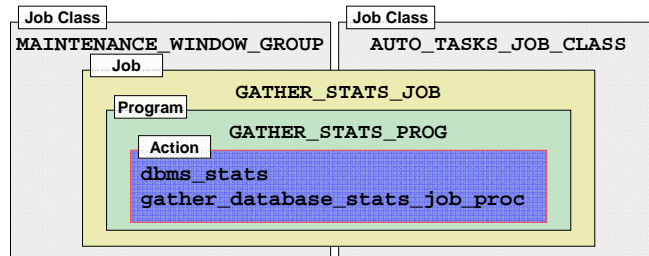 Job Class
Job Class
MAINTENANCE_WINDOW_GROUP
AUTO_TASKS_JOB_CLASS
Job
GATHER_STATS_JOB
Program
GATHER_STATS_PROG
Action
dbms_stats
gather_database_stats_job_proc